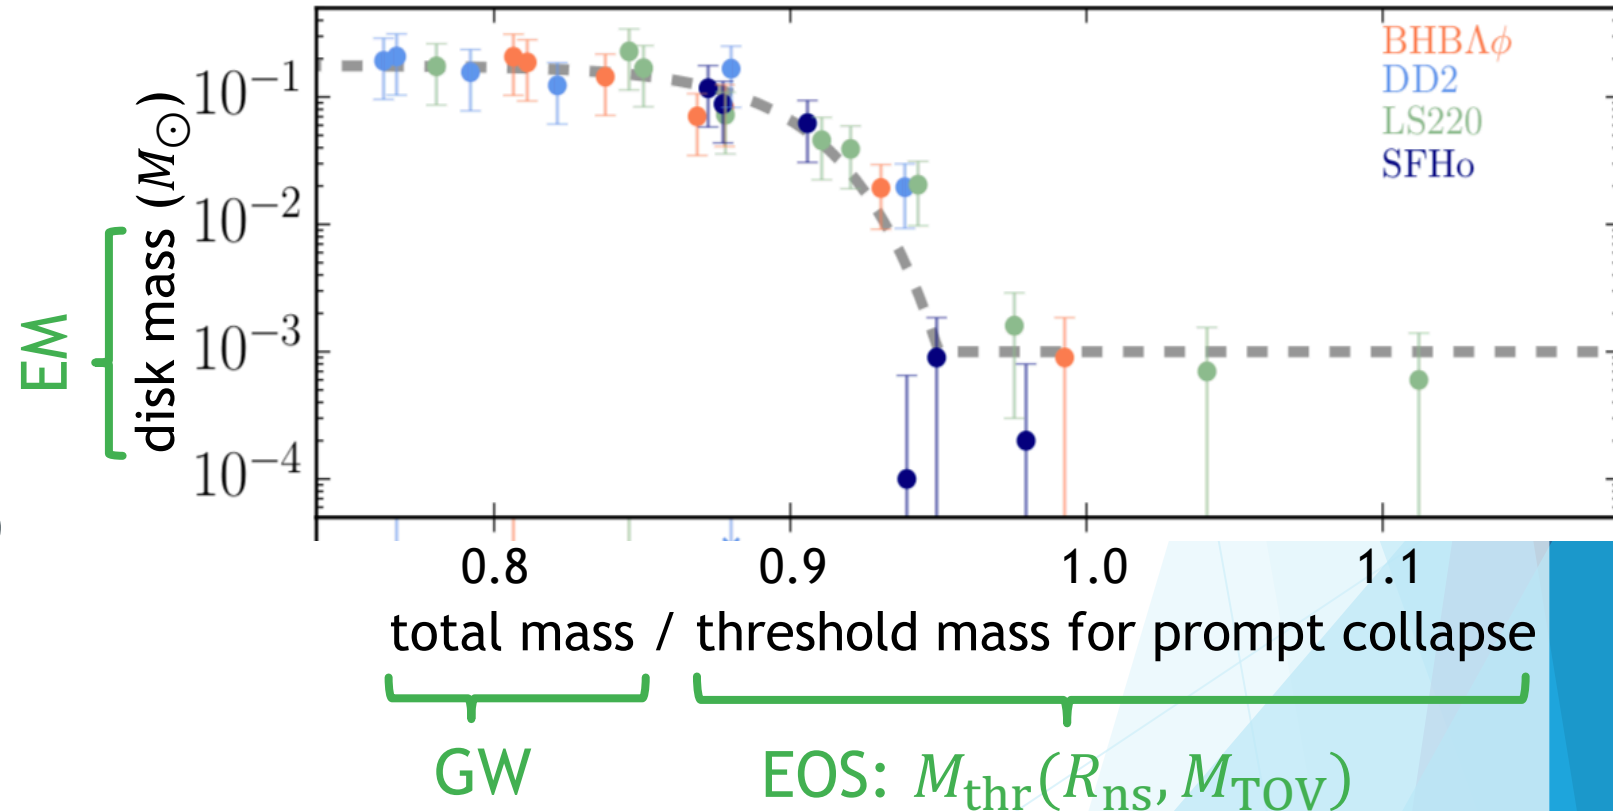 BHBΛϕ
DD2
LS220
SFHo
10⁻¹
10⁻²
10⁻³
10⁻⁴
disk mass (M⊙)
EM
0.8 0.9 1.0 1.1
total mass / threshold mass for prompt collapse
GW
EOS: M_thr(R_ns, M_TOV)